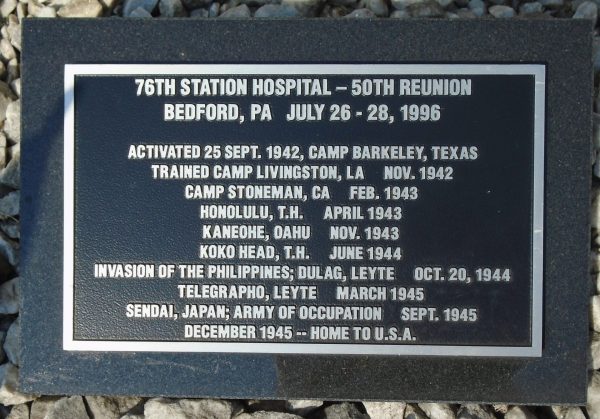 76TH STATION HOSPITAL – 50TH REUNION
BEDFORD, PA JULY 26 - 28, 1996
ACTIVATED 25 SEPT. 1942, CAMP BARKELEY, TEXAS
TRAINED CAMP LIVINGSTON, LA NOV. 1942
CAMP STONEMAN, CA FEB. 1943
HONOLULU, T.H. APRIL 1943
KANEOHE, OAHU NOV. 1943
KOKO HEAD, T.H. JUNE 1944
INVASION OF THE PHILIPPINES; DULAG, LEYTE OCT. 20, 1944
TELEGRAPHO, LEYTE MARCH 1945
SENDAI, JAPAN; ARMY OF OCCUPATION SEPT. 1945
DECEMBER 1945 -- HOME TO U.S.A.